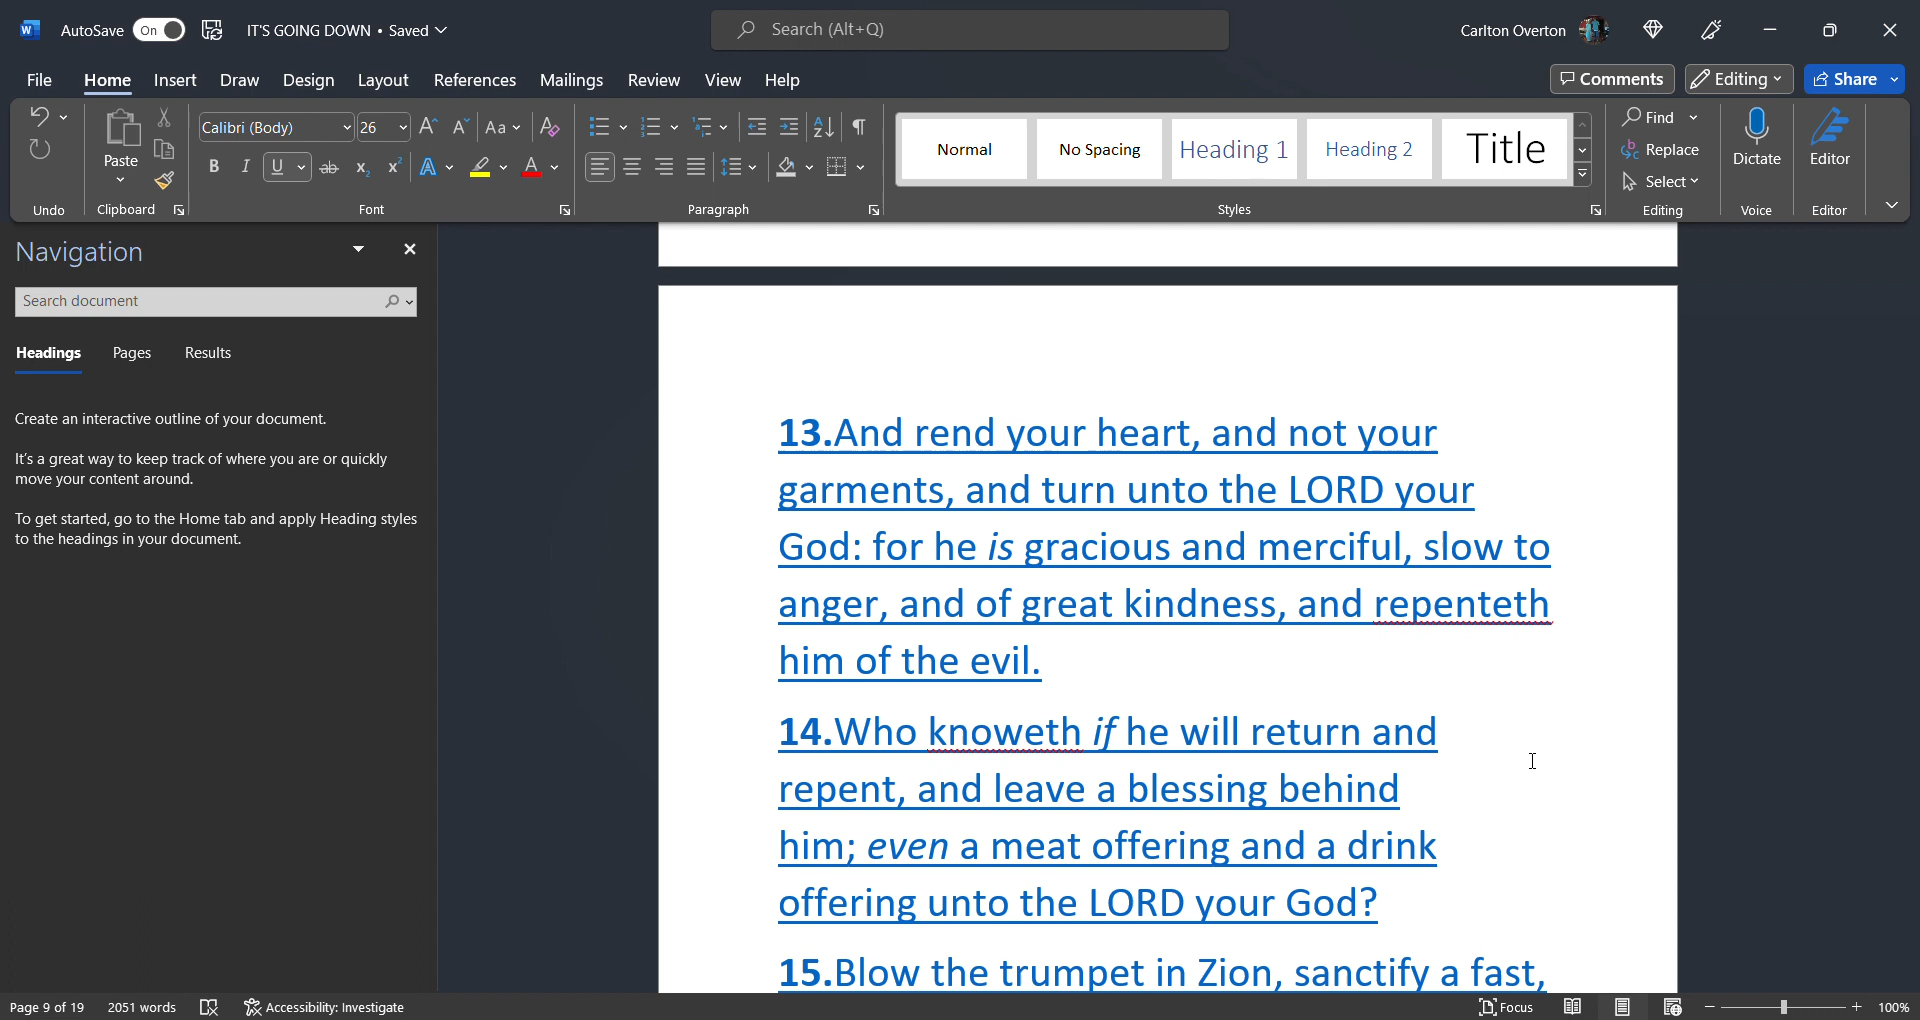 AutoSave On IT'S GOING DOWN • Saved Search (Alt+Q) Carlton Overton
File Home Insert Draw Design Layout References Mailings Review View Help Comments Editing Share
Calibri (Body) 26 Aa Find
Paste Normal No Spacing Heading 1 Heading 2 Title Replace Dictate Editor
B I U ab x₂ x² A A Select
Undo Clipboard Font Paragraph Styles Editing Voice Editor
Navigation
Search document
Headings Pages Results
Create an interactive outline of your document.
It's a great way to keep track of where you are or quickly
move your content around.
To get started, go to the Home tab and apply Heading styles
to the headings in your document.
13.And rend your heart, and not your
garments, and turn unto the LORD your
God: for he is gracious and merciful, slow to
anger, and of great kindness, and repenteth
him of the evil.
14.Who knoweth if he will return and
repent, and leave a blessing behind
him; even a meat offering and a drink
offering unto the LORD your God?
15.Blow the trumpet in Zion, sanctify a fast,
Page 9 of 19 2051 words Accessibility: Investigate Focus 100%